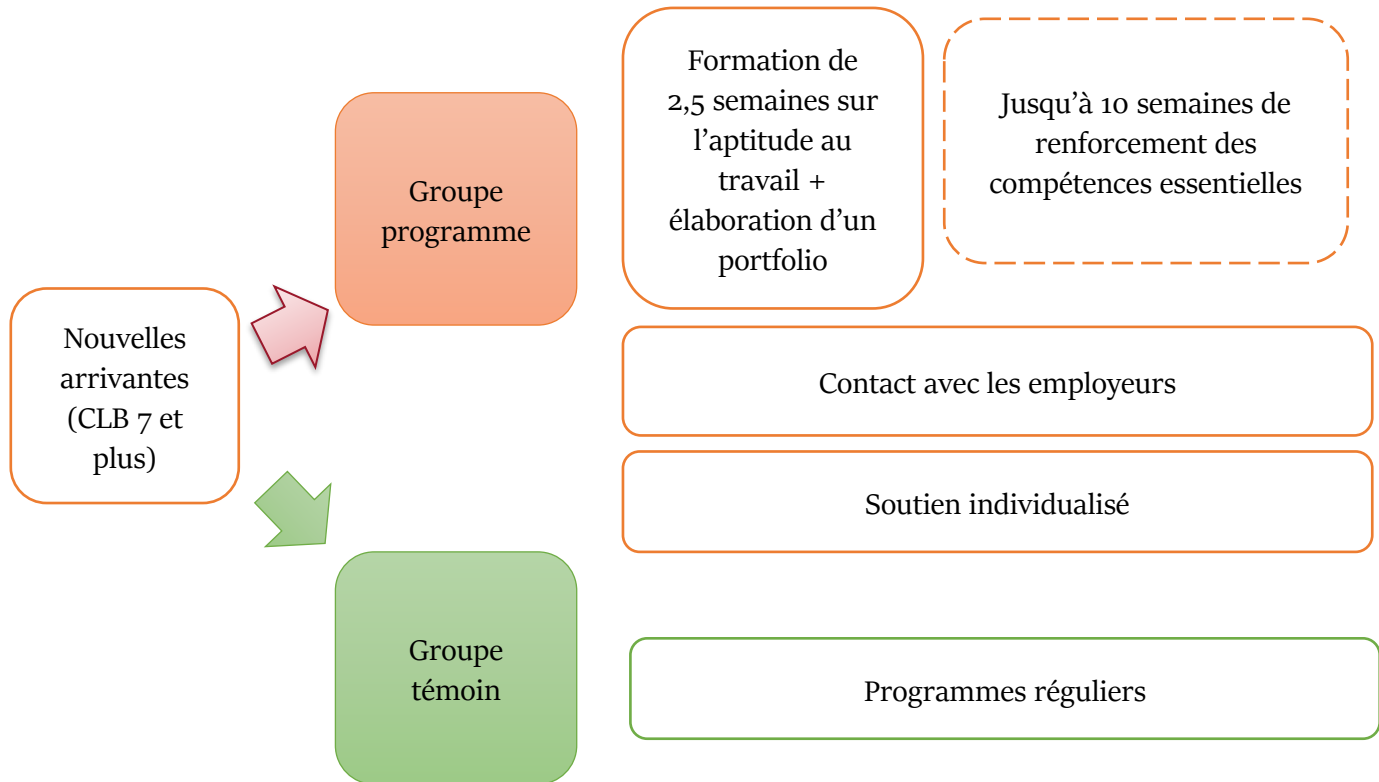 Nouvelles
arrivantes
(CLB 7 et
plus)
Groupe
programme
Formation de
2,5 semaines sur
l’aptitude au
travail +
élaboration d’un
portfolio
Jusqu’à 10 semaines de
renforcement des
compétences essentielles
Contact avec les employeurs
Soutien individualisé
Groupe
témoin
Programmes réguliers